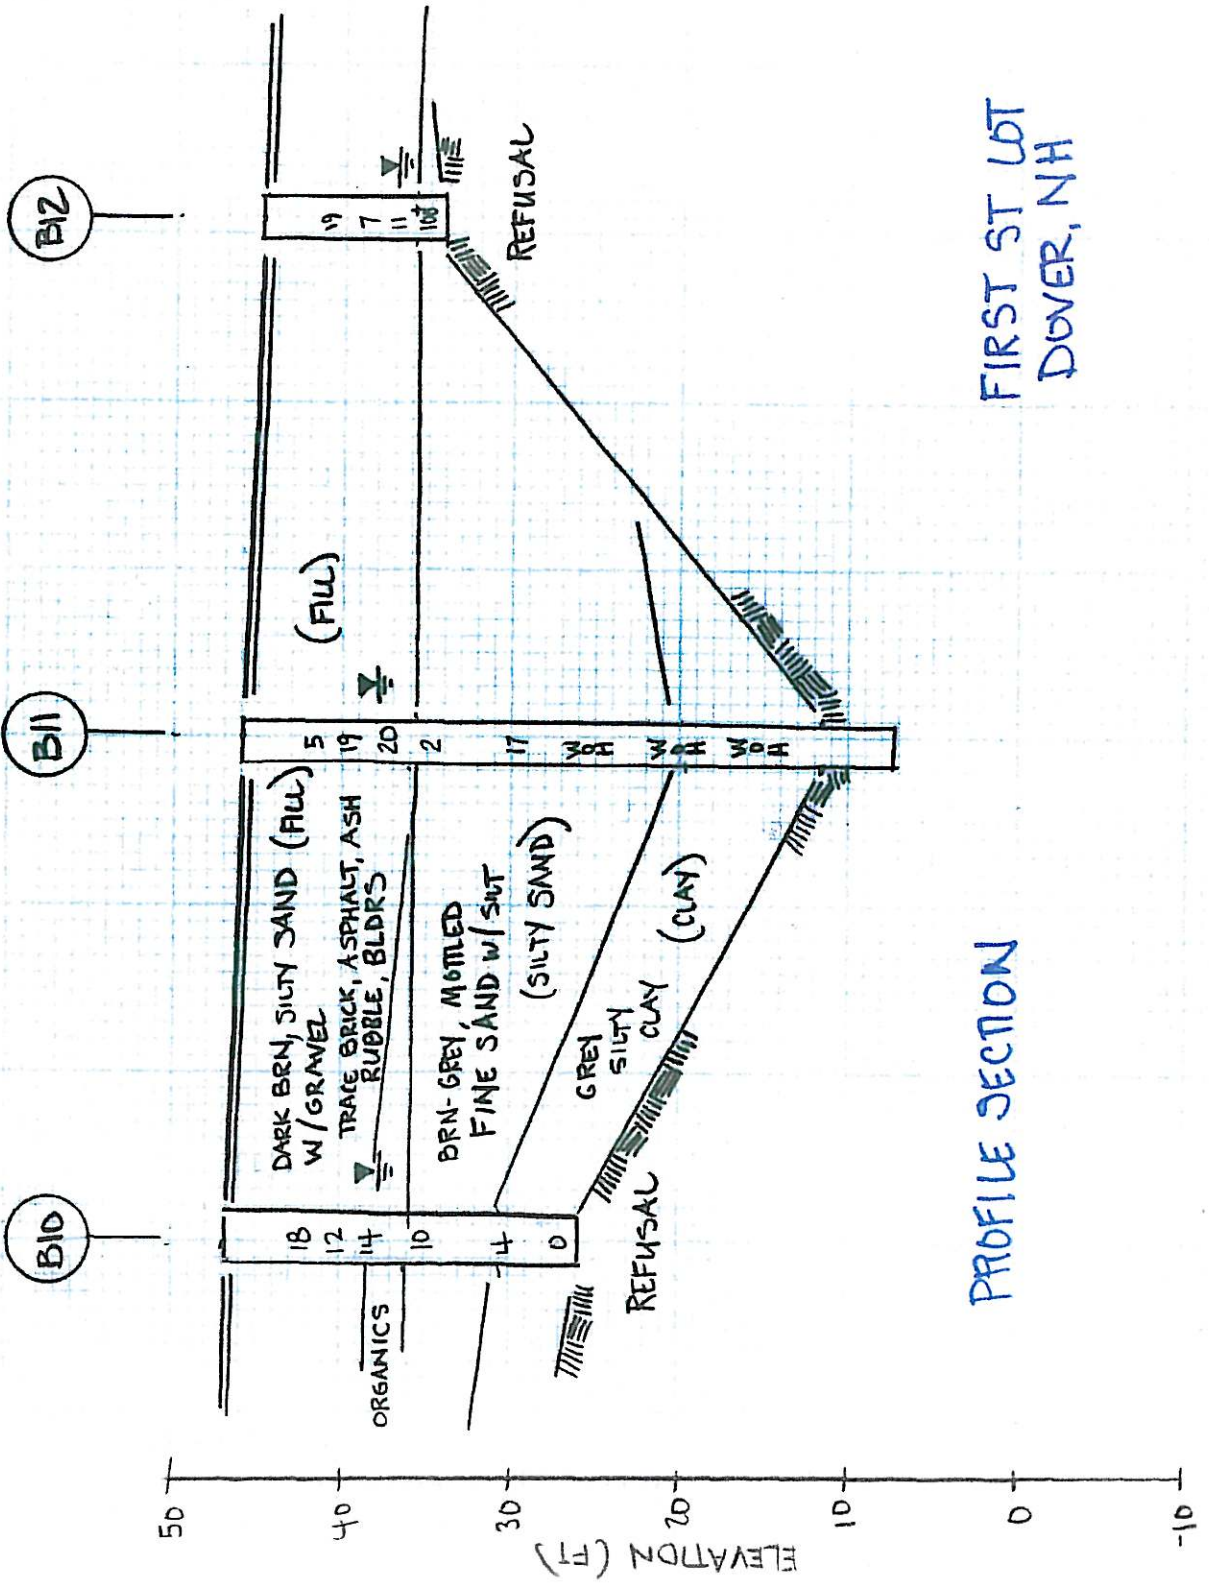 B10
B11
B12
50
40
30
20
10
0
-10
ELEVATION (FT)
ORGANICS
18
12
14
10
4
0
DARK BRN, SILTY SAND (FILL)
W/GRAVEL
TRACE BRICK, ASPHALT, ASH
RUBBLE, BLDRS
BRN-GREY, MOTTLED
FINE SAND W/ SILT
(SILTY SAND)
GREY
SILTY
CLAY
(CLAY)
REFUSAL
5
19
20
2
17
WOH
WOH
WOH
(FILL)
19
7
11
100+
REFUSAL
PROFILE SECTION
FIRST ST LOT
DOVER, NH